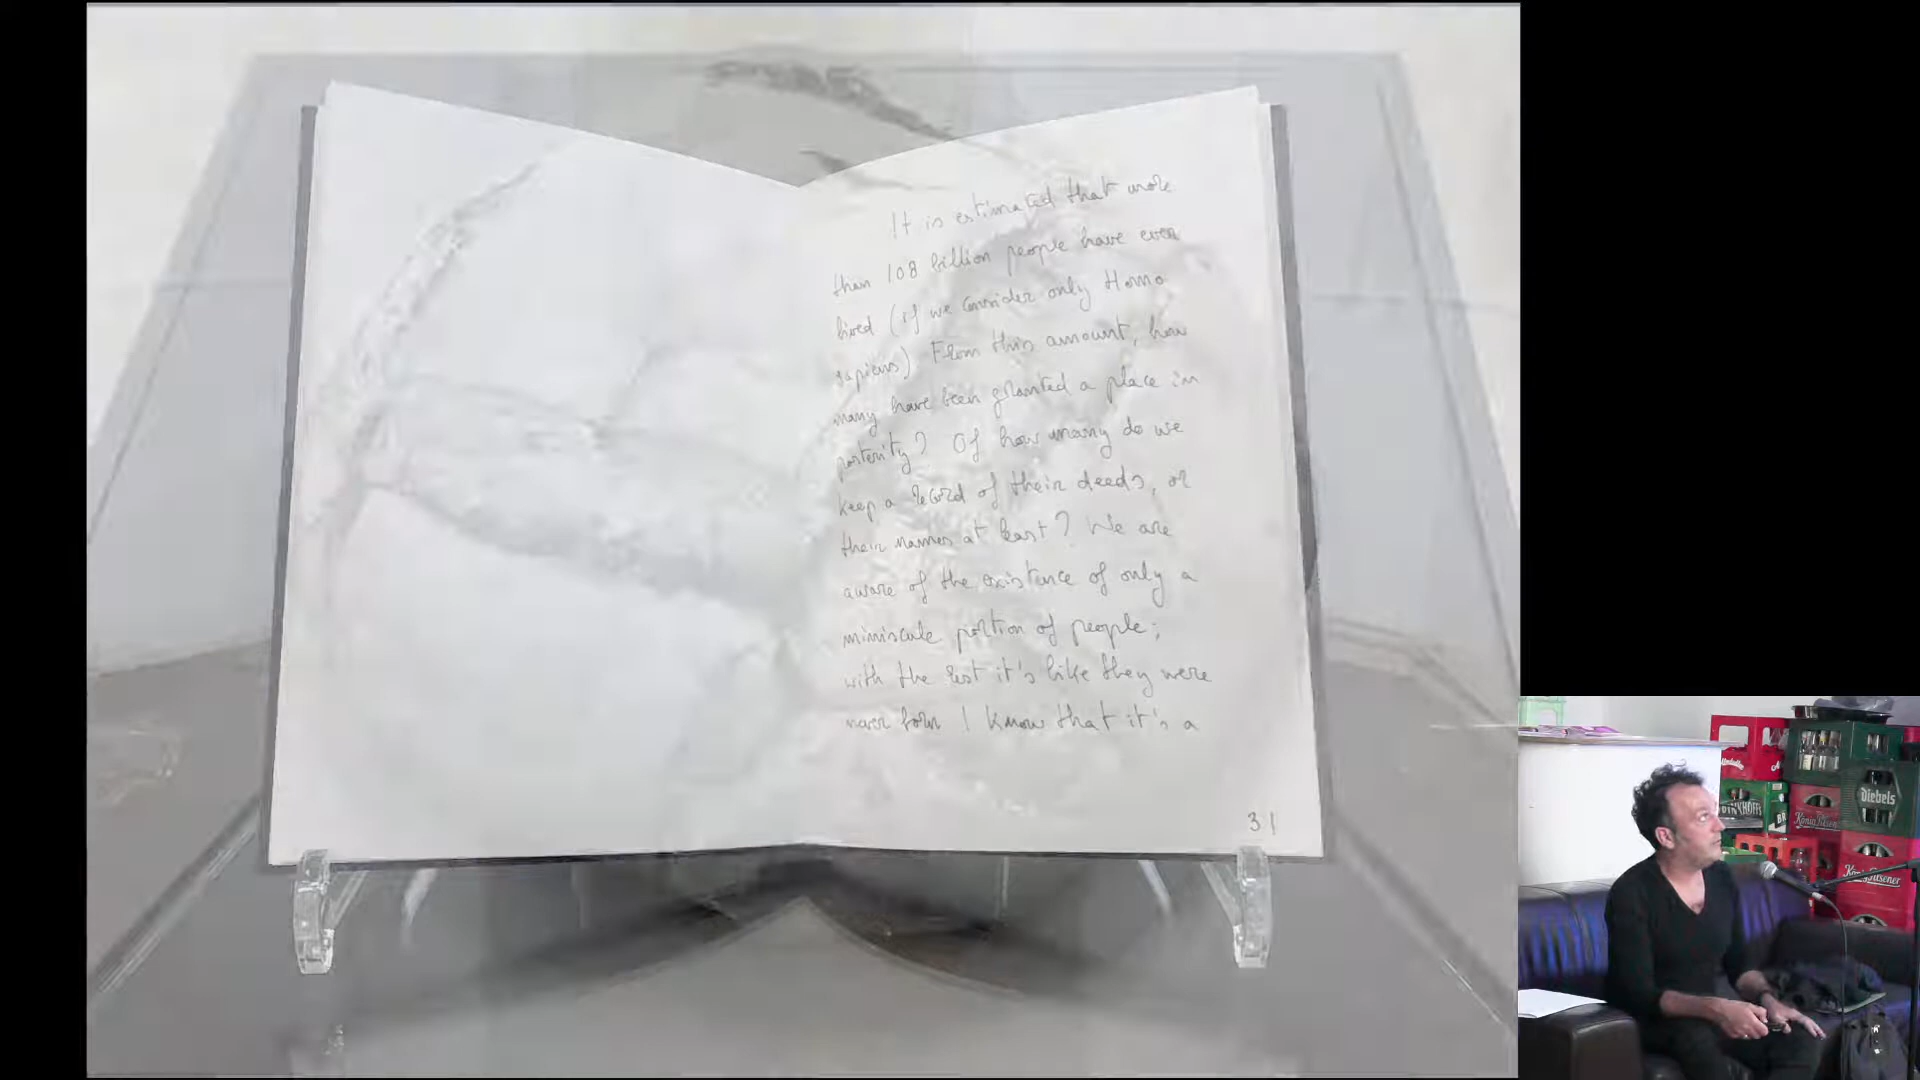 It is estimated that more
than 108 billion people have ever
lived (if we consider only Homo
sapiens) From this amount, how
many have been granted a place in
posterity? Of how many do we
keep a record of their deeds, or
their names at least? We are
aware of the existence of only a
miniscule portion of people;
with the rest it's like they were
never born I know that it's a
31
Diebels
König Pilsener